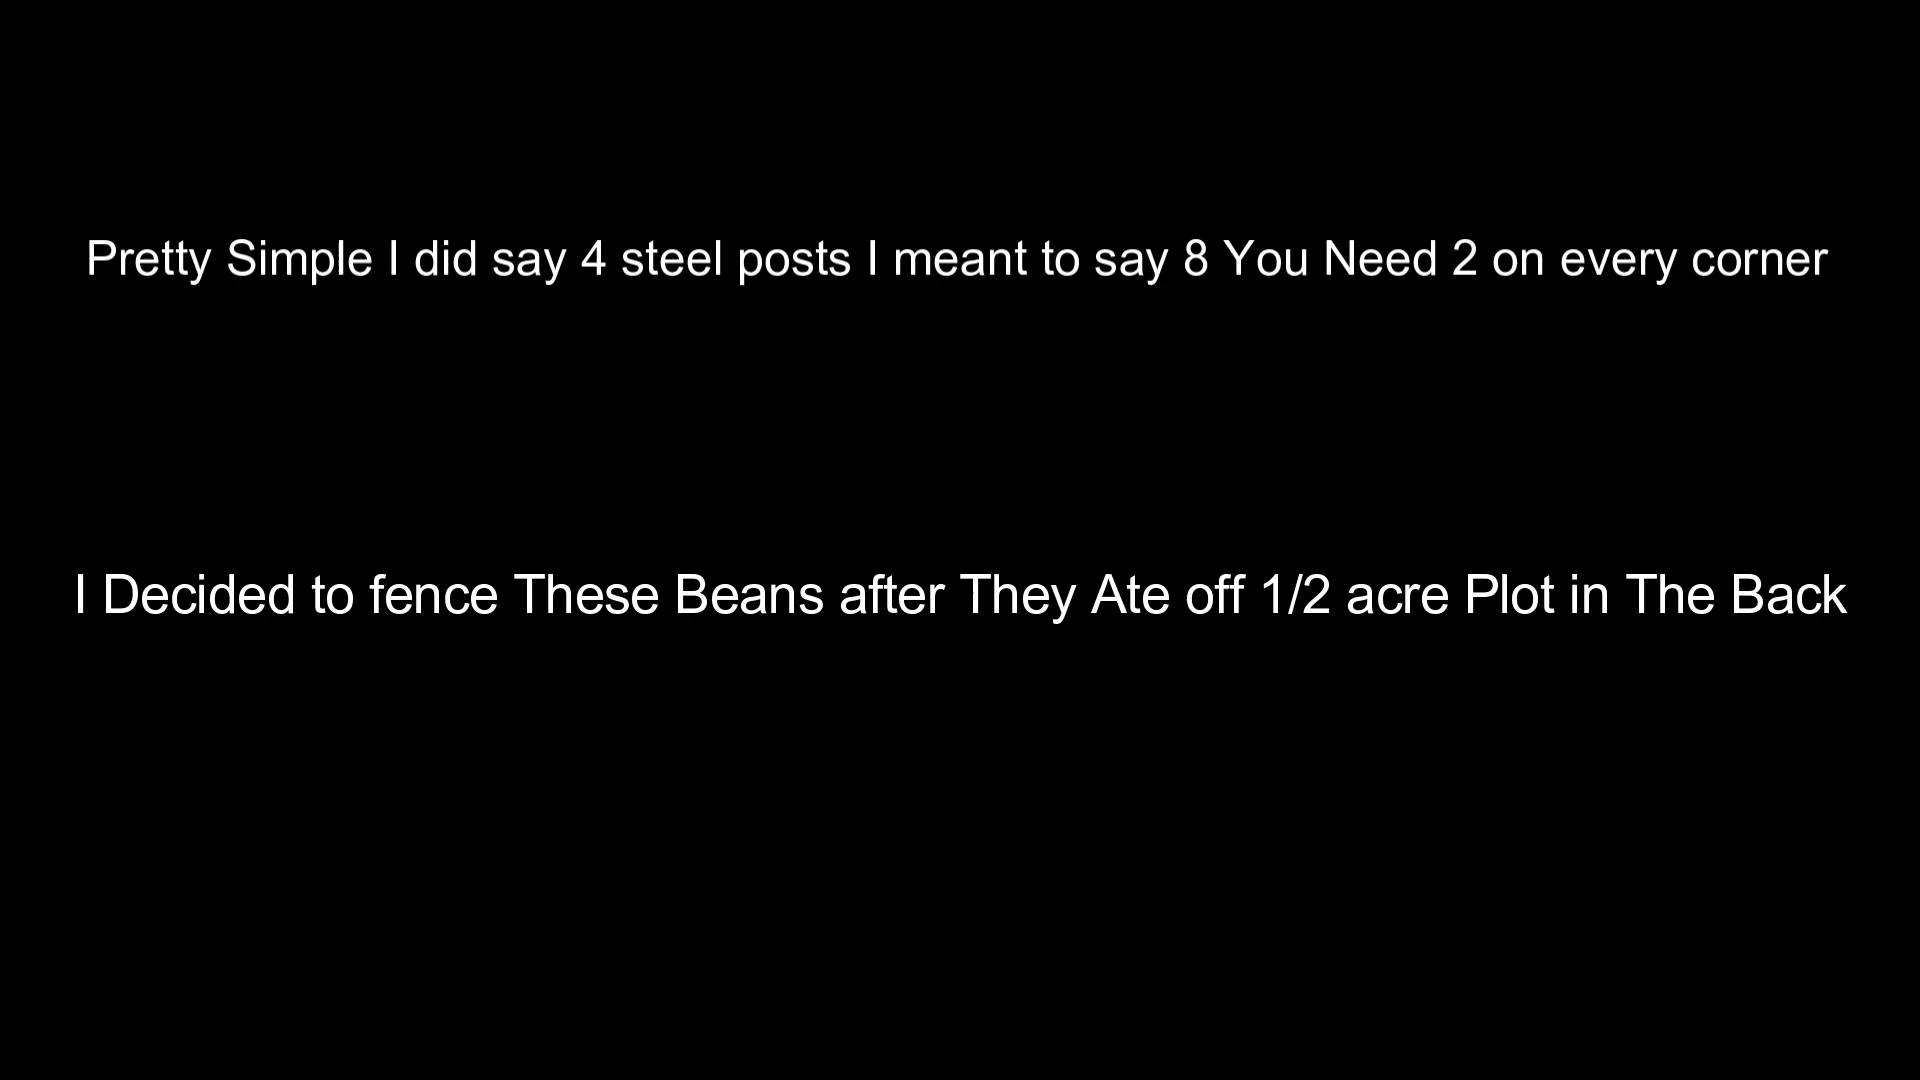 Pretty Simple I did say 4 steel posts I meant to say 8 You Need 2 on every corner
I Decided to fence These Beans after They Ate off 1/2 acre Plot in The Back